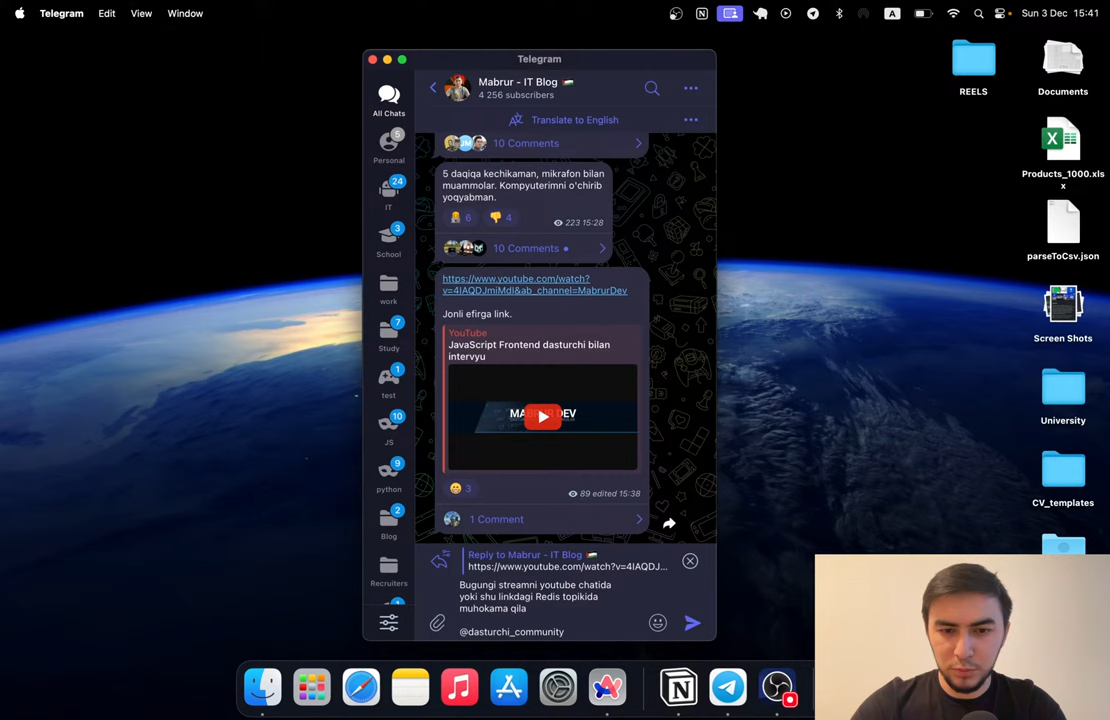 Telegram
Edit
View
Window
A
Sun 3 Dec 15:41
Telegram
Mabrur - IT Blog
4 256 subscribers
Translate to English
All Chats
5
Personal
24
IT
3
School
work
7
Study
1
test
10
JS
9
python
2
Blog
Recruiters
1
JM
10 Comments
5 daqiqa kechikaman, mikrafon bilan
muammolar. Kompyuterimni o'chirib
yoqyabman.
6
4
223 15:28
10 Comments
https://www.youtube.com/watch?
v=4IAQDJmiMdI&ab_channel=MabrurDev
Jonli efirga link.
YouTube
JavaScript Frontend dasturchi bilan
intervyu
3
89 edited 15:38
1 Comment
Reply to Mabrur - IT Blog
https://www.youtube.com/watch?v=4IAQDJ...
Bugungi streamni youtube chatida
yoki shu linkdagi Redis topikida
muhokama qila
@dasturchi_community
REELS
Documents
Products_1000.xls
x
parseToCsv.json
Screen Shots
University
CV_templates